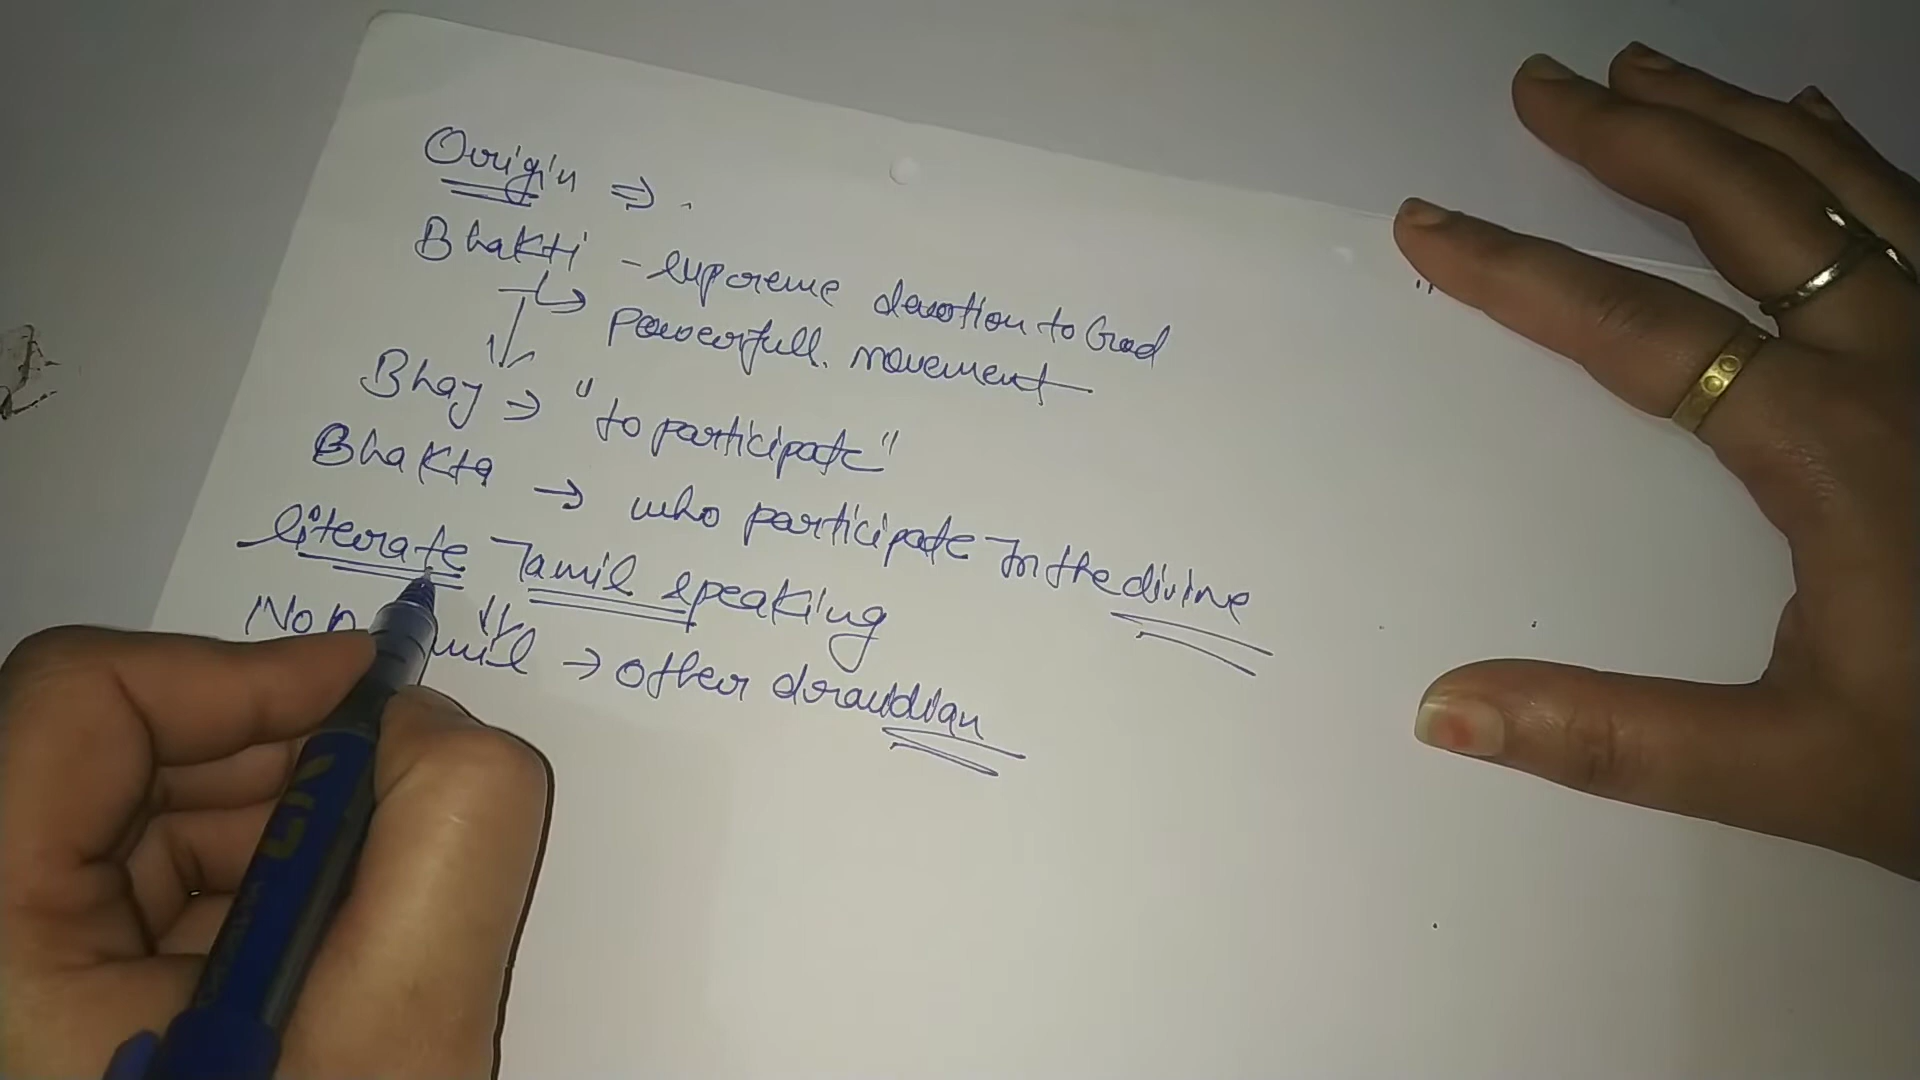 Origin ⇒
Bhakti - supreme devotion to God
↳ Powerfull. movement
Bhaj ⇒ "to participate"
Bhakta → who participate In the divine
literate Tamil speaking
Non → other dravidian